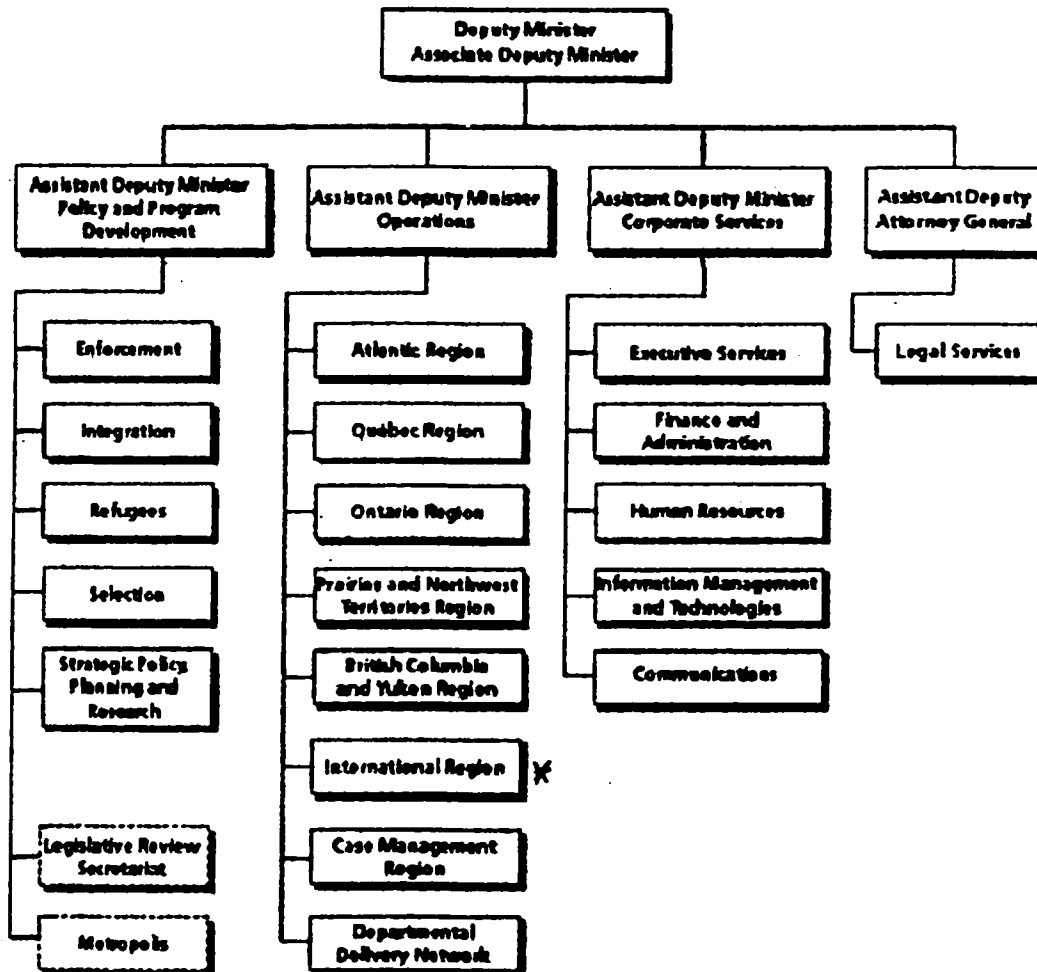 Deputy Minister
Associate Deputy Minister
Assistant Deputy Minister
Policy and Program
Development
Assistant Deputy Minister
Operations
Assistant Deputy Minister
Corporate Services
Assistant Deputy
Attorney General
Enforcement
Integration
Refugees
Selection
Strategic Policy,
Planning and
Research
Legislative Review
Secretariat
Metropolis
Atlantic Region
Québec Region
Ontario Region
Prairies and Northwest
Territories Region
British Columbia
and Yukon Region
International Region
Case Management
Region
Departmental
Delivery Network
Executive Services
Finance and
Administration
Human Resources
Information Management
and Technologies
Communications
Legal Services